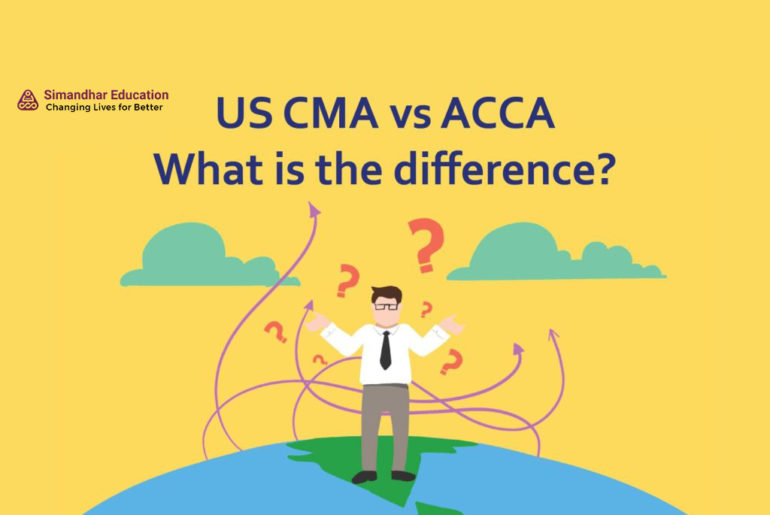 Simandhar Education
Changing Lives for Better
US CMA vs ACCA
What is the difference?
?
?
?
?
?
?